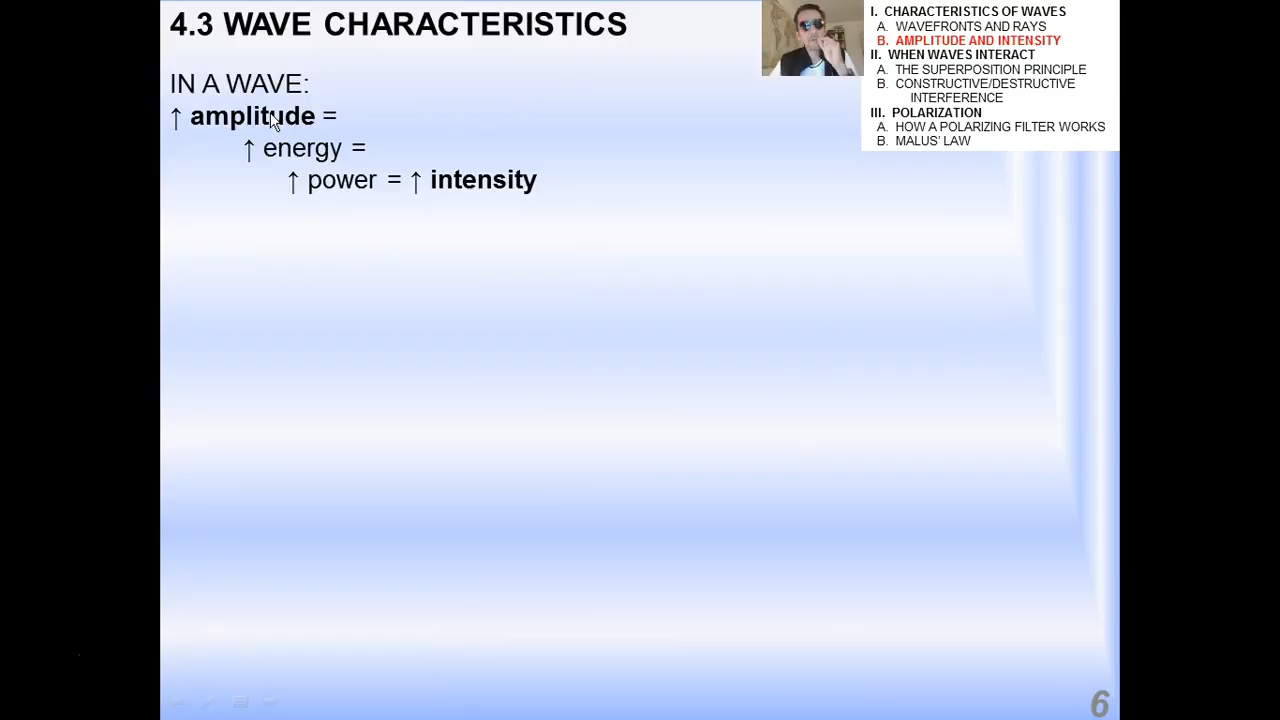 4.3 WAVE CHARACTERISTICS
IN A WAVE:
↑ amplitude =
↑ energy =
↑ power = ↑ intensity
I. CHARACTERISTICS OF WAVES
A. WAVEFRONTS AND RAYS
B. AMPLITUDE AND INTENSITY
II. WHEN WAVES INTERACT
A. THE SUPERPOSITION PRINCIPLE
B. CONSTRUCTIVE/DESTRUCTIVE
INTERFERENCE
III. POLARIZATION
A. HOW A POLARIZING FILTER WORKS
B. MALUS' LAW
6